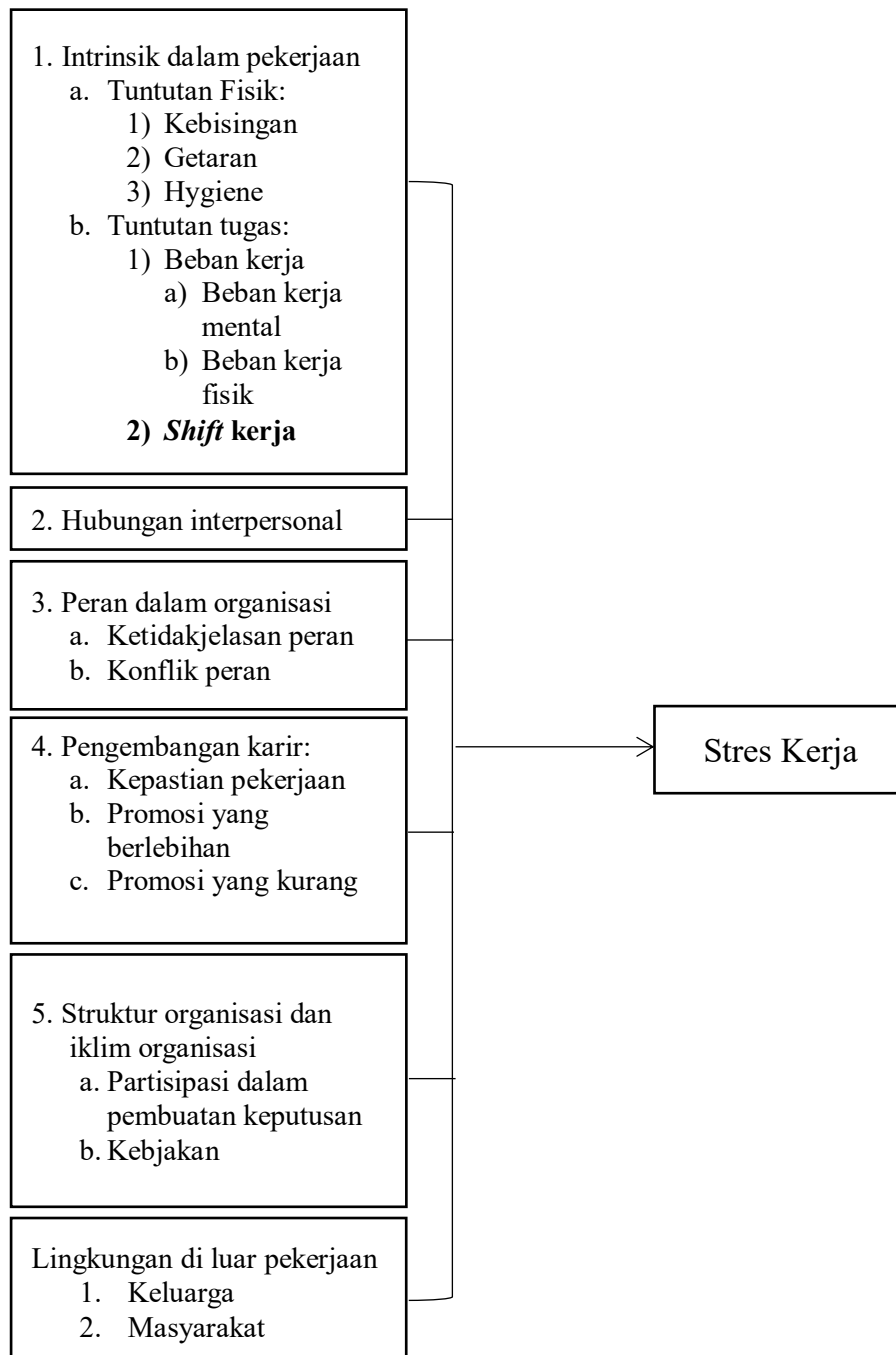 1. Intrinsik dalam pekerjaan
a. Tuntutan Fisik:
1) Kebisingan
2) Getaran
3) Hygiene
b. Tuntutan tugas:
1) Beban kerja
a) Beban kerja
mental
b) Beban kerja
fisik
2) Shift kerja
2. Hubungan interpersonal
3. Peran dalam organisasi
a. Ketidakjelasan peran
b. Konflik peran
4. Pengembangan karir:
a. Kepastian pekerjaan
b. Promosi yang
berlebihan
c. Promosi yang kurang
5. Struktur organisasi dan
iklim organisasi
a. Partisipasi dalam
pembuatan keputusan
b. Kebjakan
Lingkungan di luar pekerjaan
1. Keluarga
2. Masyarakat
Stres Kerja